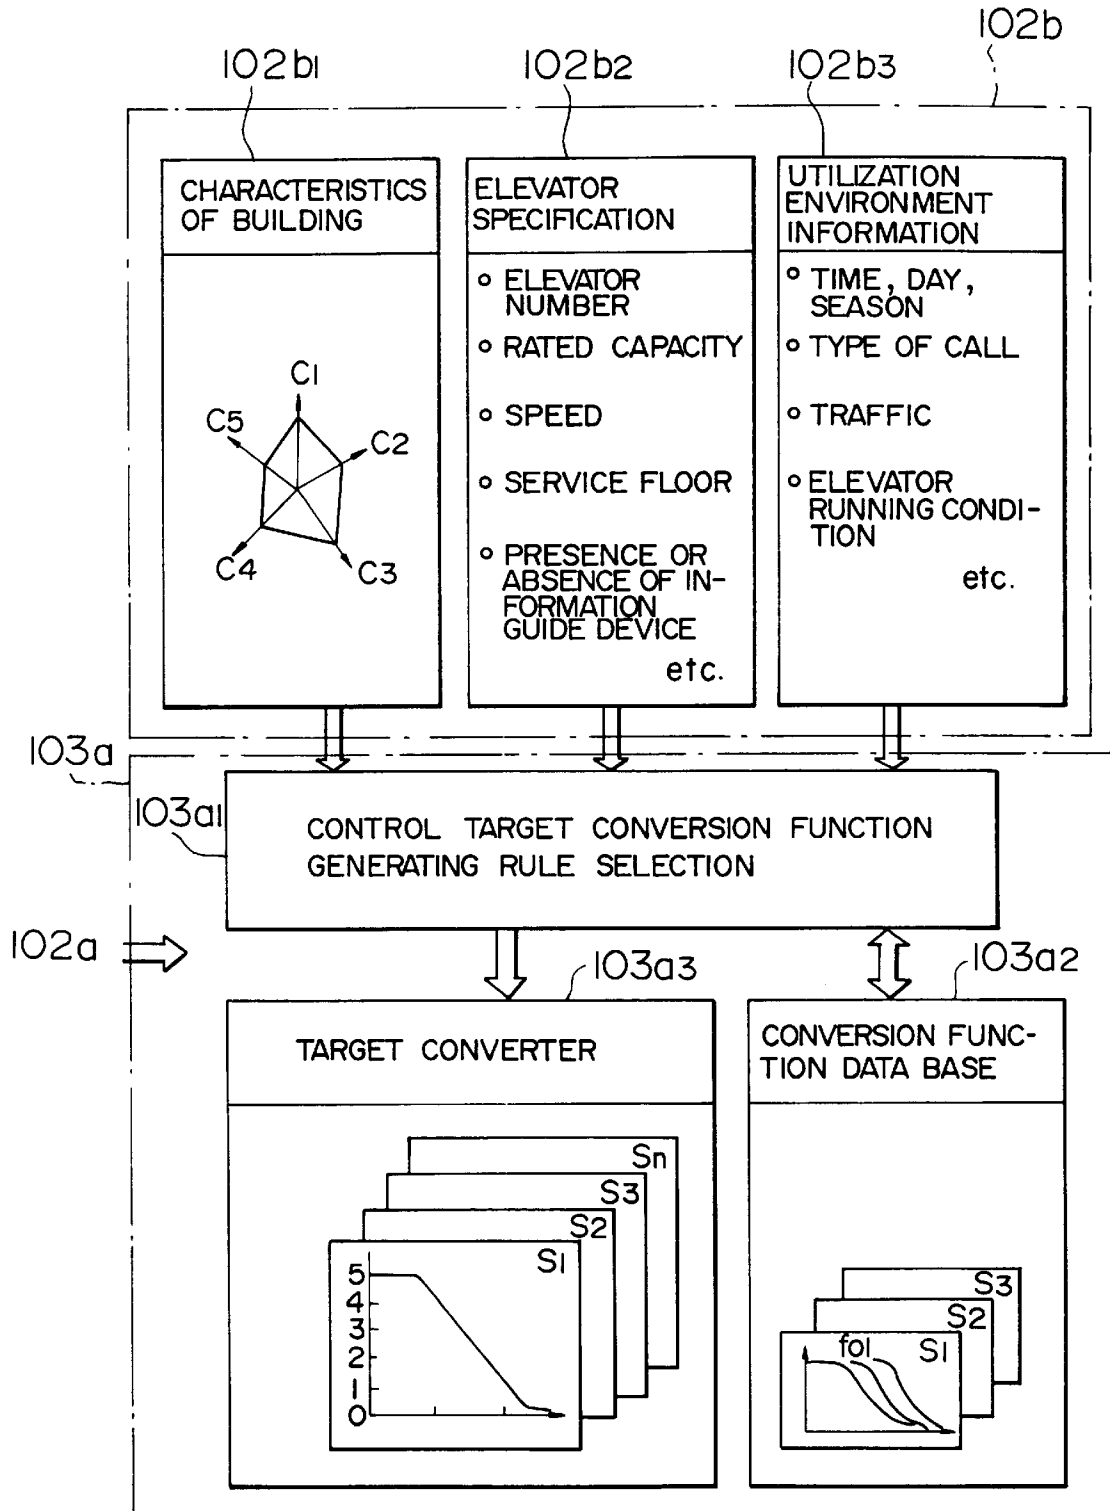 102b
102b1
102b2
102b3
CHARACTERISTICS
OF BUILDING
C1
C2
C3
C4
C5
ELEVATOR
SPECIFICATION
ELEVATOR
NUMBER
RATED CAPACITY
SPEED
SERVICE FLOOR
PRESENCE OR
ABSENCE OF IN-
FORMATION
GUIDE DEVICE
etc.
UTILIZATION
ENVIRONMENT
INFORMATION
TIME, DAY,
SEASON
TYPE OF CALL
TRAFFIC
ELEVATOR
RUNNING CONDI-
TION
etc.
103a
103a1
CONTROL TARGET CONVERSION FUNCTION
GENERATING RULE SELECTION
102a
103a3
103a2
TARGET CONVERTER
Sn
S3
S2
S1
5
4
3
2
1
0
CONVERSION FUNC-
TION DATA BASE
S3
S2
S1
fo1